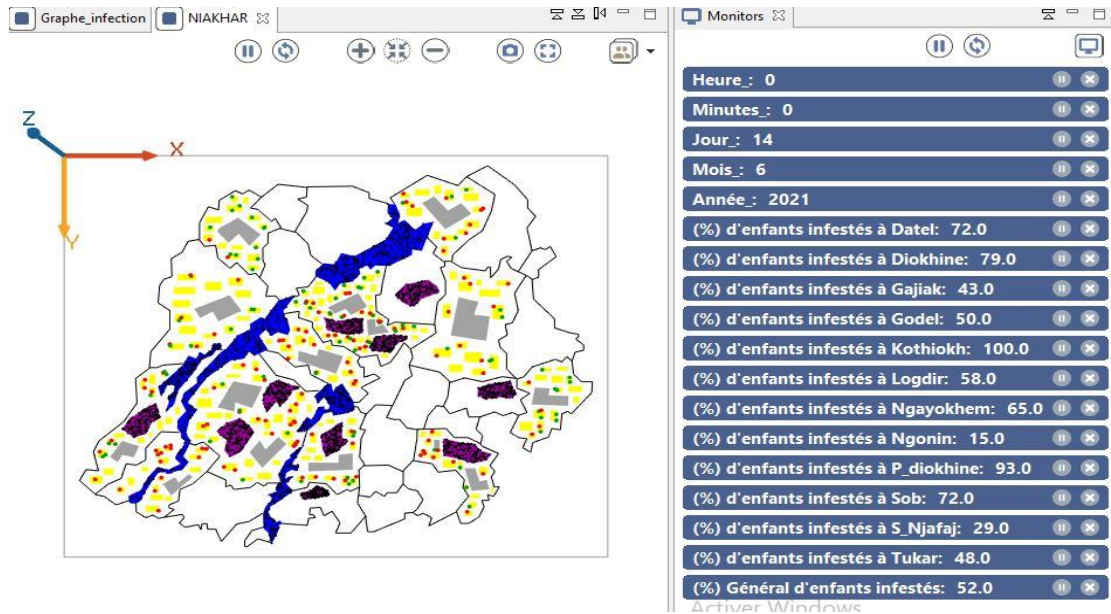 Graphe_infection NIAKHAR
Monitors
Z
X
Y
Heure_: 0
Minutes_: 0
Jour_: 14
Mois_: 6
Année_: 2021
(%) d'enfants infestés à Datel: 72.0
(%) d'enfants infestés à Diokhine: 79.0
(%) d'enfants infestés à Gajiak: 43.0
(%) d'enfants infestés à Godel: 50.0
(%) d'enfants infestés à Kothiokh: 100.0
(%) d'enfants infestés à Logdir: 58.0
(%) d'enfants infestés à Ngayokhem: 65.0
(%) d'enfants infestés à Ngonin: 15.0
(%) d'enfants infestés à P_diokhine: 93.0
(%) d'enfants infestés à Sob: 72.0
(%) d'enfants infestés à S_Njafaj: 29.0
(%) d'enfants infestés à Tukar: 48.0
(%) Général d'enfants infestés: 52.0
Activer Windows